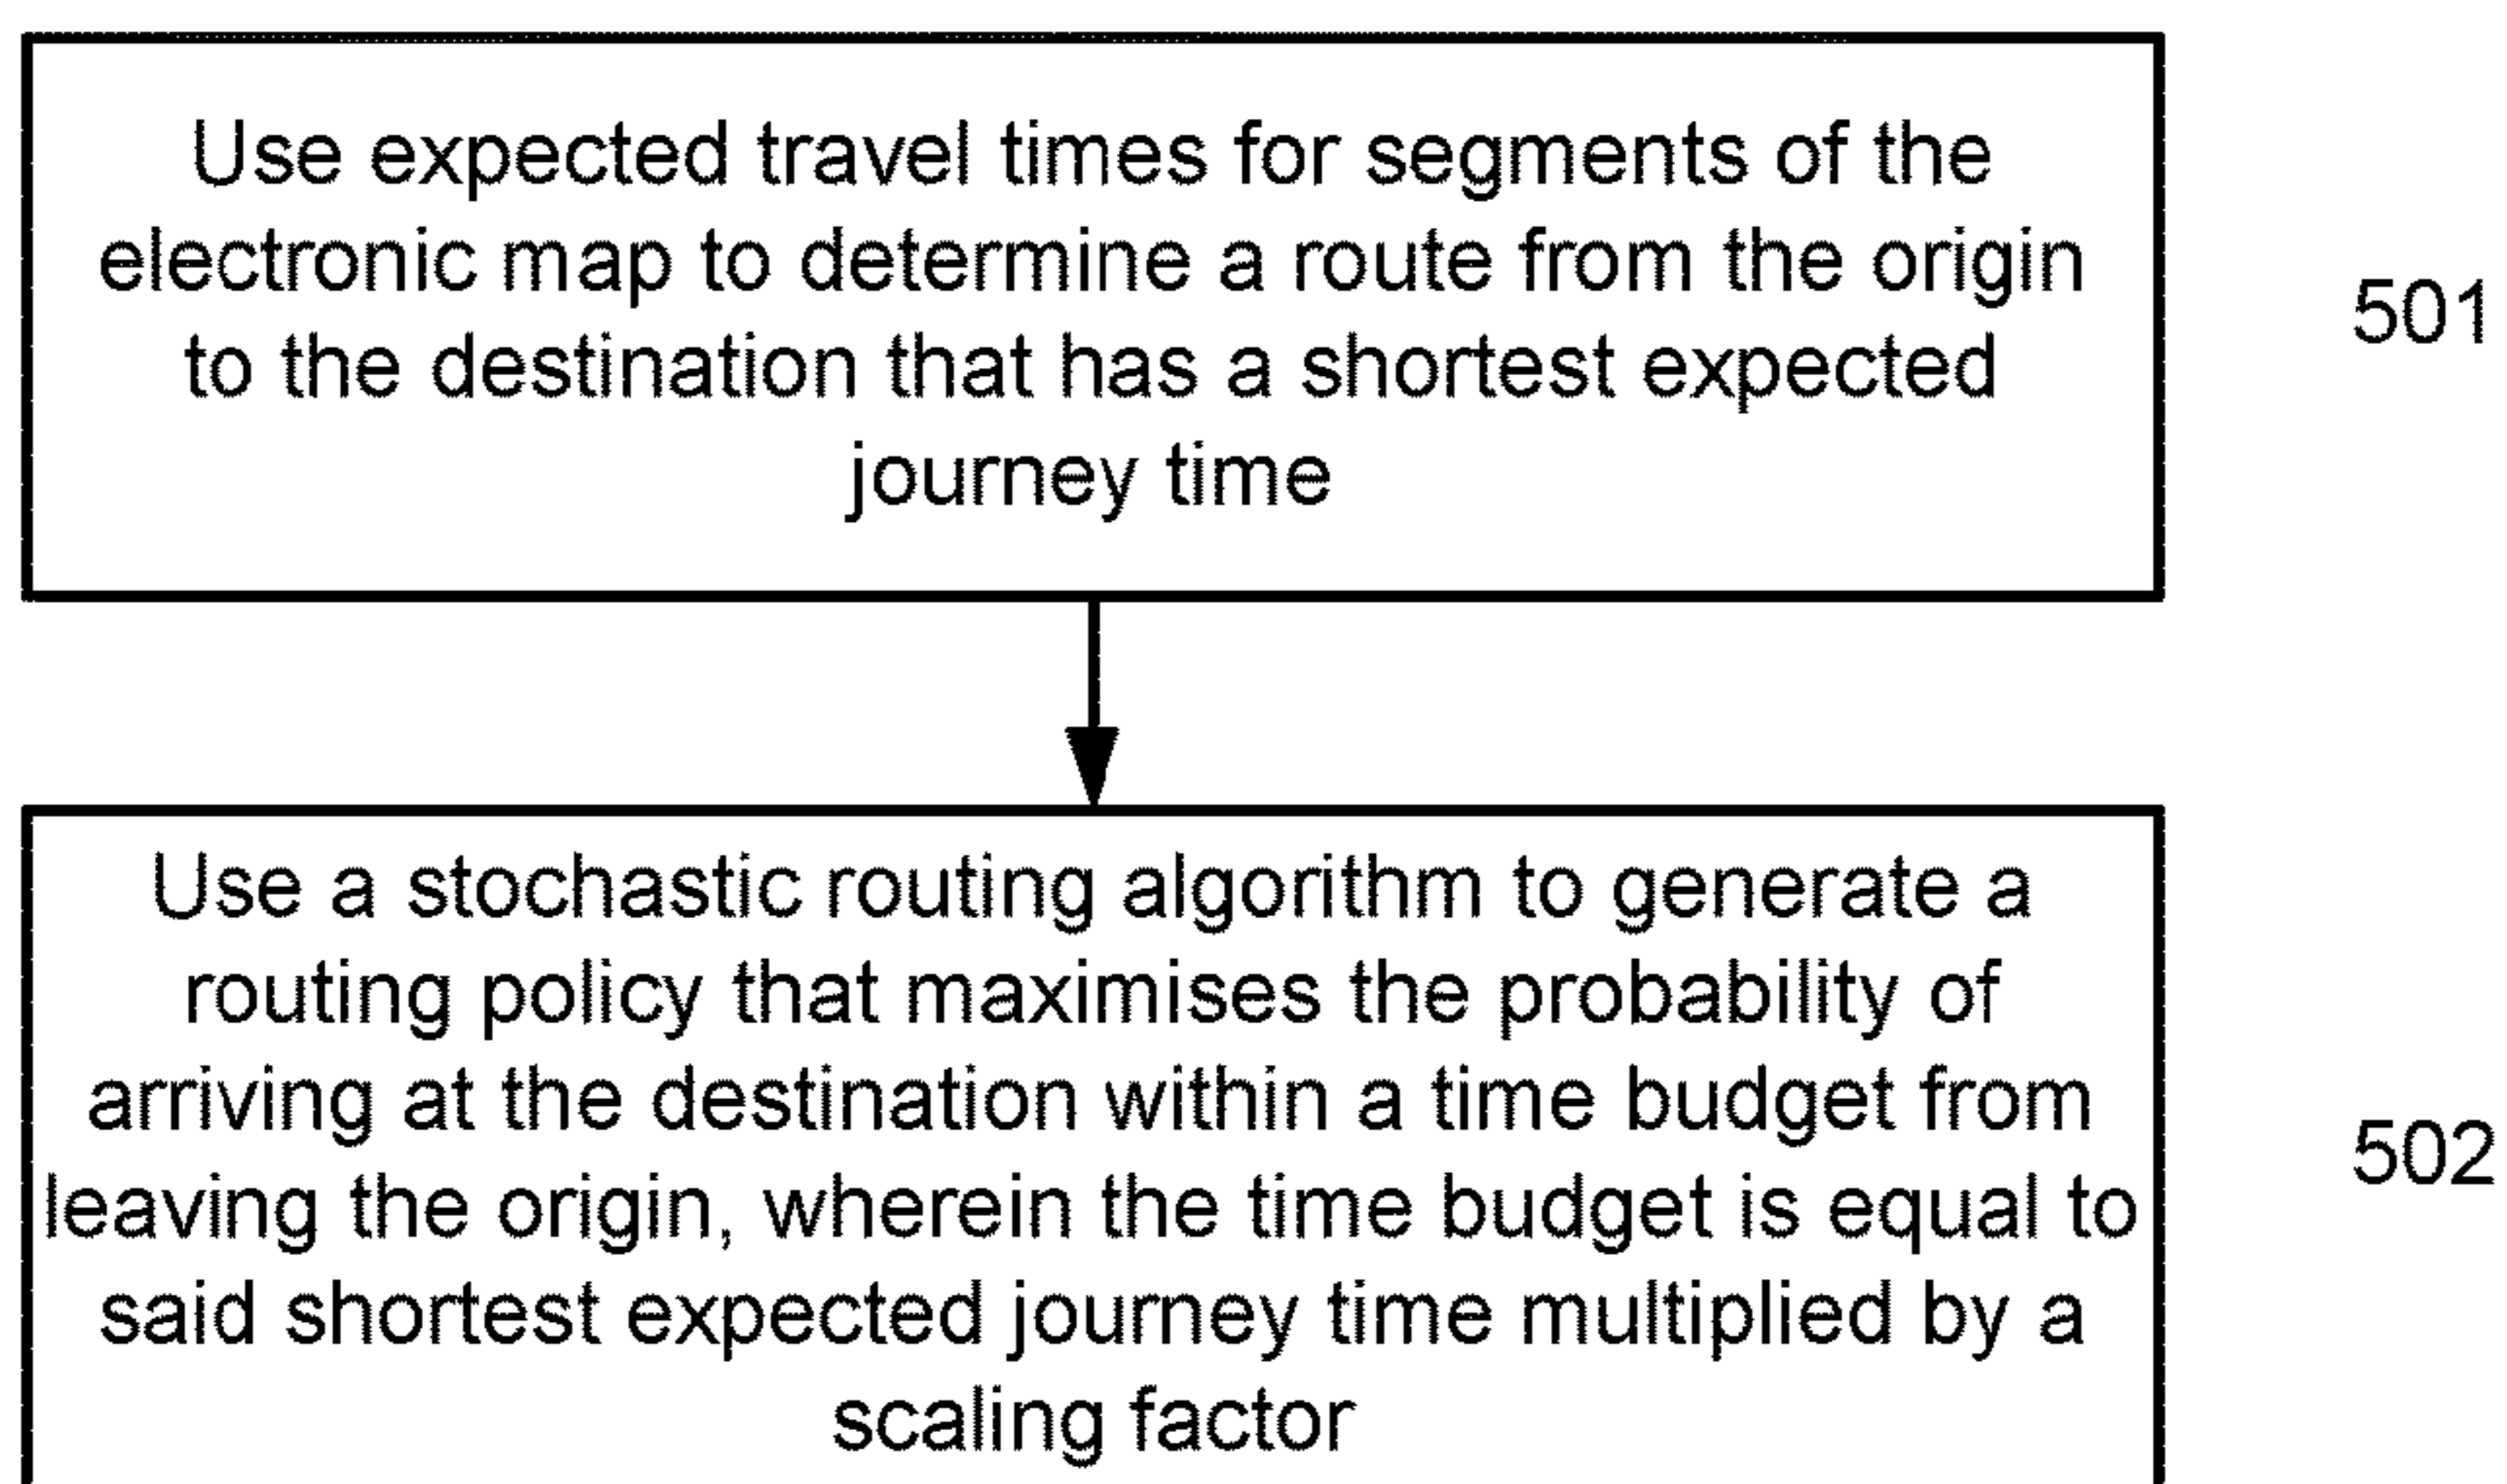 Use expected travel times for segments of the
electronic map to determine a route from the origin
to the destination that has a shortest expected
journey time
501
Use a stochastic routing algorithm to generate a
routing policy that maximises the probability of
arriving at the destination within a time budget from
leaving the origin, wherein the time budget is equal to
said shortest expected journey time multiplied by a
scaling factor
502